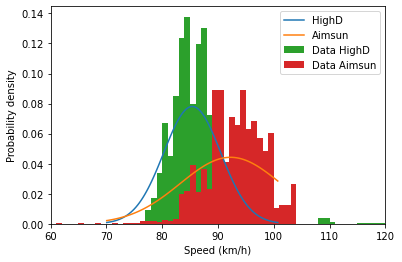 0.14
0.12
0.10
0.08
0.06
0.04
0.02
0.00
Probability density
60 70 80 90 100 110 120
Speed (km/h)
HighD
Aimsun
Data HighD
Data Aimsun